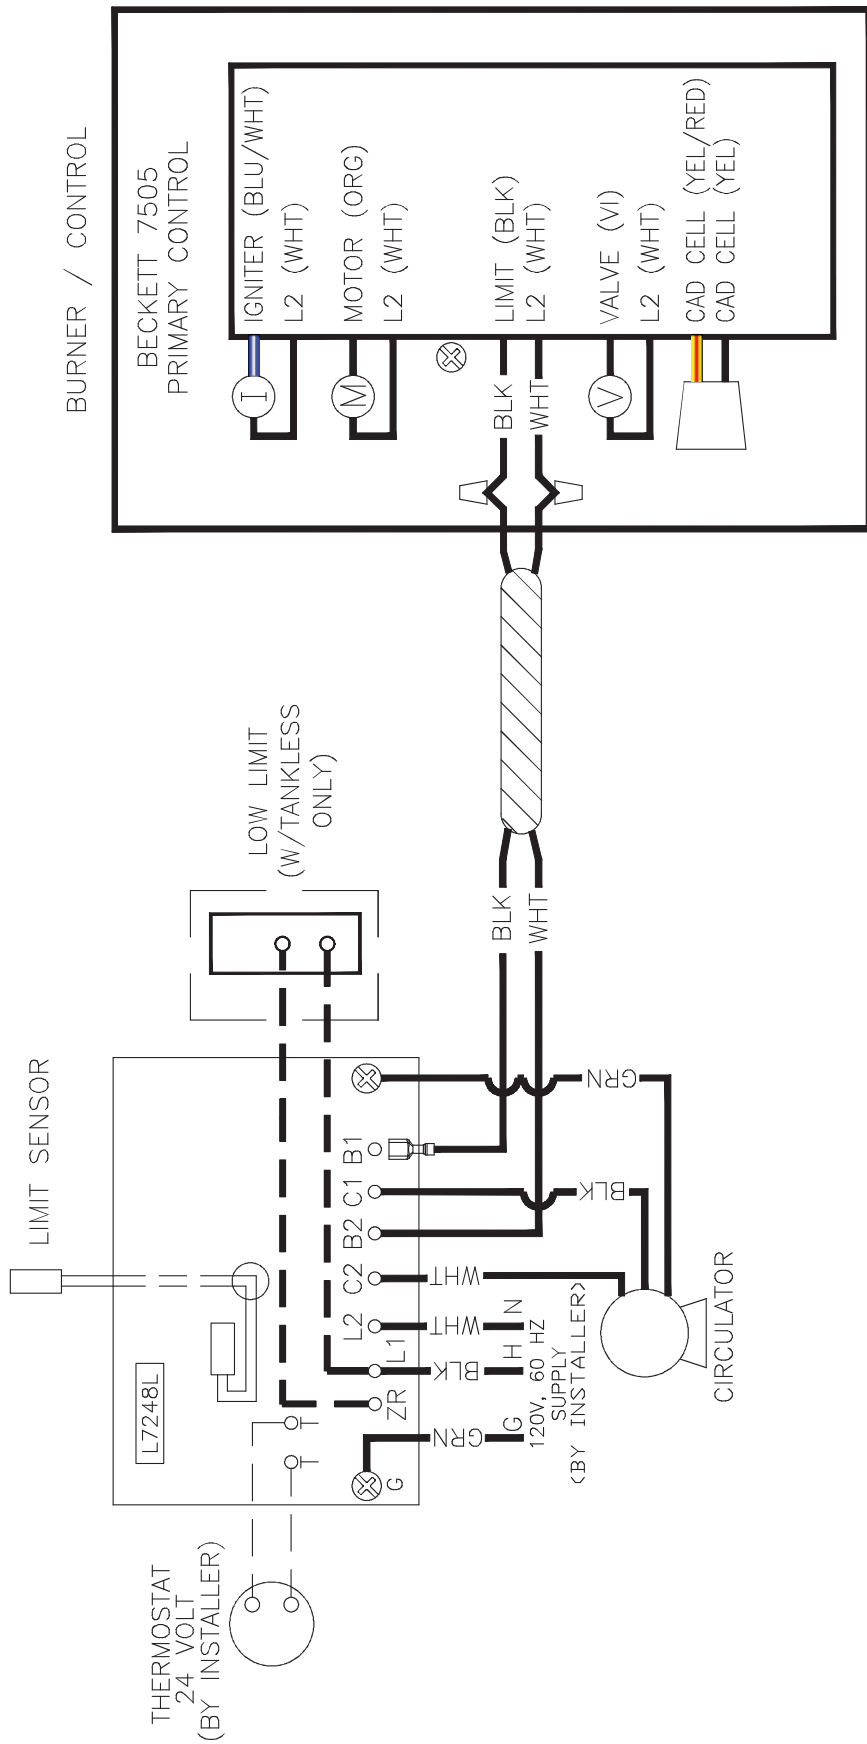 BURNER / CONTROL
BECKETT 7505
PRIMARY CONTROL
IGNITER (BLU/WHT)
L2 (WHT)
MOTOR (ORG)
L2 (WHT)
LIMIT (BLK)
L2 (WHT)
VALVE (VI)
L2 (WHT)
CAD CELL (YEL/RED)
CAD CELL (YEL)
I
M
V
BLK
WHT
LOW LIMIT
(W/TANKLESS
ONLY)
BLK
WHT
LIMIT SENSOR
L7248L
THERMOSTAT
24 VOLT
(BY INSTALLER)
T
T
G
ZR
L1
L2
C2
B2
C1
B1
GRN
BLK
WHT
WHT
BLK
GRN
G
H
N
120V, 60 HZ
SUPPLY
<BY INSTALLER>
CIRCULATOR